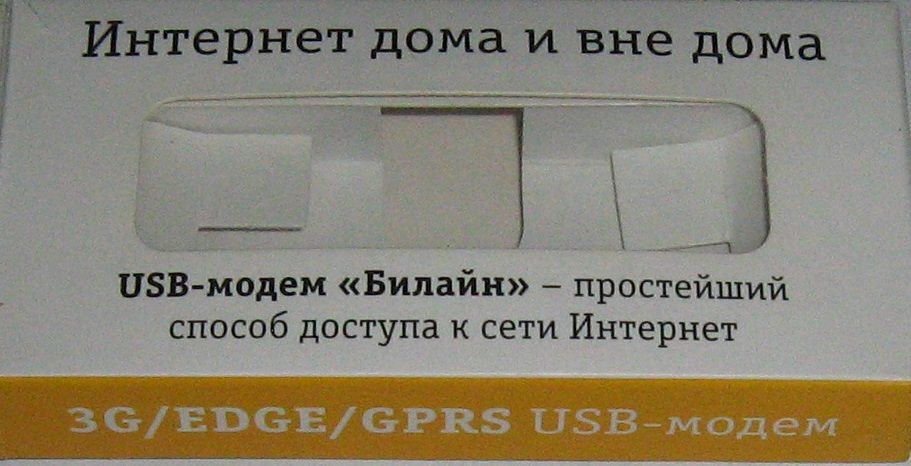 Интернет дома и вне дома
USB-модем «Билайн» – простейший
способ доступа к сети Интернет
3G/EDGE/GPRS USB-модем